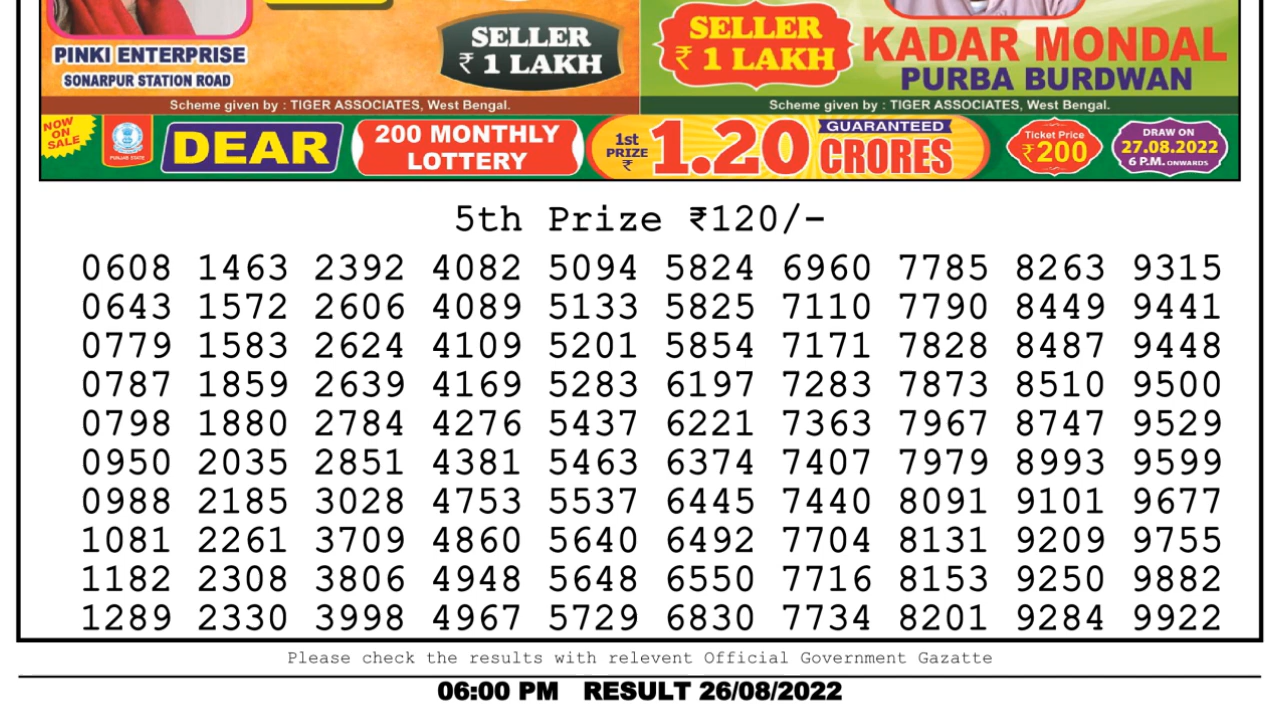 PINKI ENTERPRISE
SONARPUR STATION ROAD
SELLER
₹ 1 LAKH
Scheme given by : TIGER ASSOCIATES, West Bengal.
SELLER
₹ 1 LAKH
KADAR MONDAL
PURBA BURDWAN
Scheme given by : TIGER ASSOCIATES, West Bengal.
NOW
ON
SALE
PUNJAB STATE
DEAR
200 MONTHLY
LOTTERY
1st
PRIZE
₹
1.20
GUARANTEED
CRORES
Ticket Price
₹200
DRAW ON
27.08.2022
6 P.M. ONWARDS
5th Prize ₹120/-
0608 1463 2392 4082 5094 5824 6960 7785 8263 9315
0643 1572 2606 4089 5133 5825 7110 7790 8449 9441
0779 1583 2624 4109 5201 5854 7171 7828 8487 9448
0787 1859 2639 4169 5283 6197 7283 7873 8510 9500
0798 1880 2784 4276 5437 6221 7363 7967 8747 9529
0950 2035 2851 4381 5463 6374 7407 7979 8993 9599
0988 2185 3028 4753 5537 6445 7440 8091 9101 9677
1081 2261 3709 4860 5640 6492 7704 8131 9209 9755
1182 2308 3806 4948 5648 6550 7716 8153 9250 9882
1289 2330 3998 4967 5729 6830 7734 8201 9284 9922
Please check the results with relevent Official Government Gazatte
06:00 PM RESULT 26/08/2022